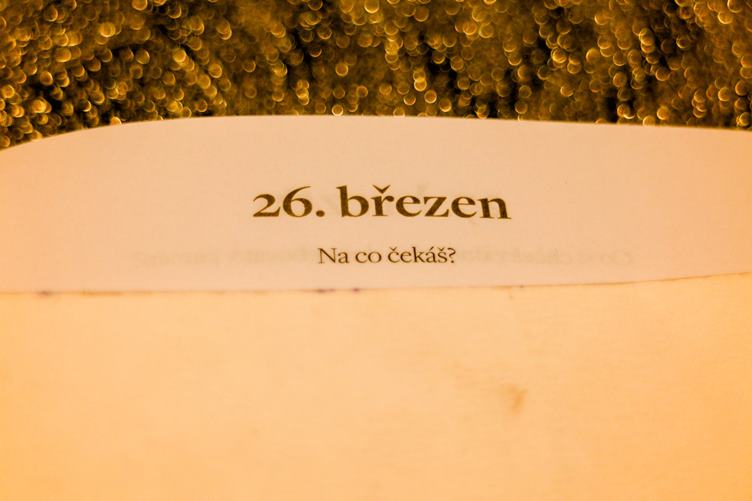 26. březen
Na co čekáš?